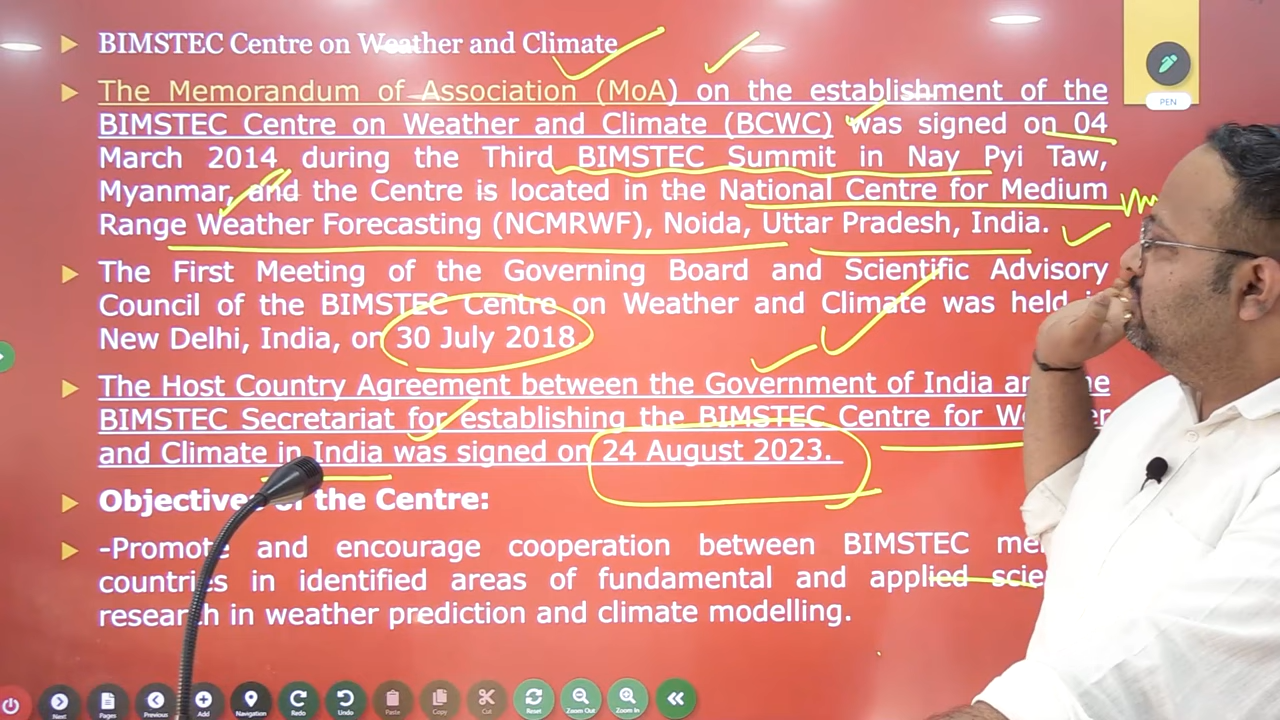 BIMSTEC Centre on Weather and Climate
The Memorandum of Association (MoA) on the establishment of the
BIMSTEC Centre on Weather and Climate (BCWC) was signed on 04
March 2014 during the Third BIMSTEC Summit in Nay Pyi Taw,
Myanmar, and the Centre is located in the National Centre for Medium
Range Weather Forecasting (NCMRWF), Noida, Uttar Pradesh, India.
The First Meeting of the Governing Board and Scientific Advisory
Council of the BIMSTEC Centre on Weather and Climate was held
New Delhi, India, on 30 July 2018.
The Host Country Agreement between the Government of India
BIMSTEC Secretariat for establishing the BIMSTEC Centre for
and Climate in India was signed on 24 August 2023.
Objectives of the Centre:
-Promote and encourage cooperation between BIMSTEC
countries in identified areas of fundamental and applied
research in weather prediction and climate modelling.
PEN
Next Pages Previous Add Navigation Redo Undo Paste Copy Cut Reset Zoom Out Zoom In